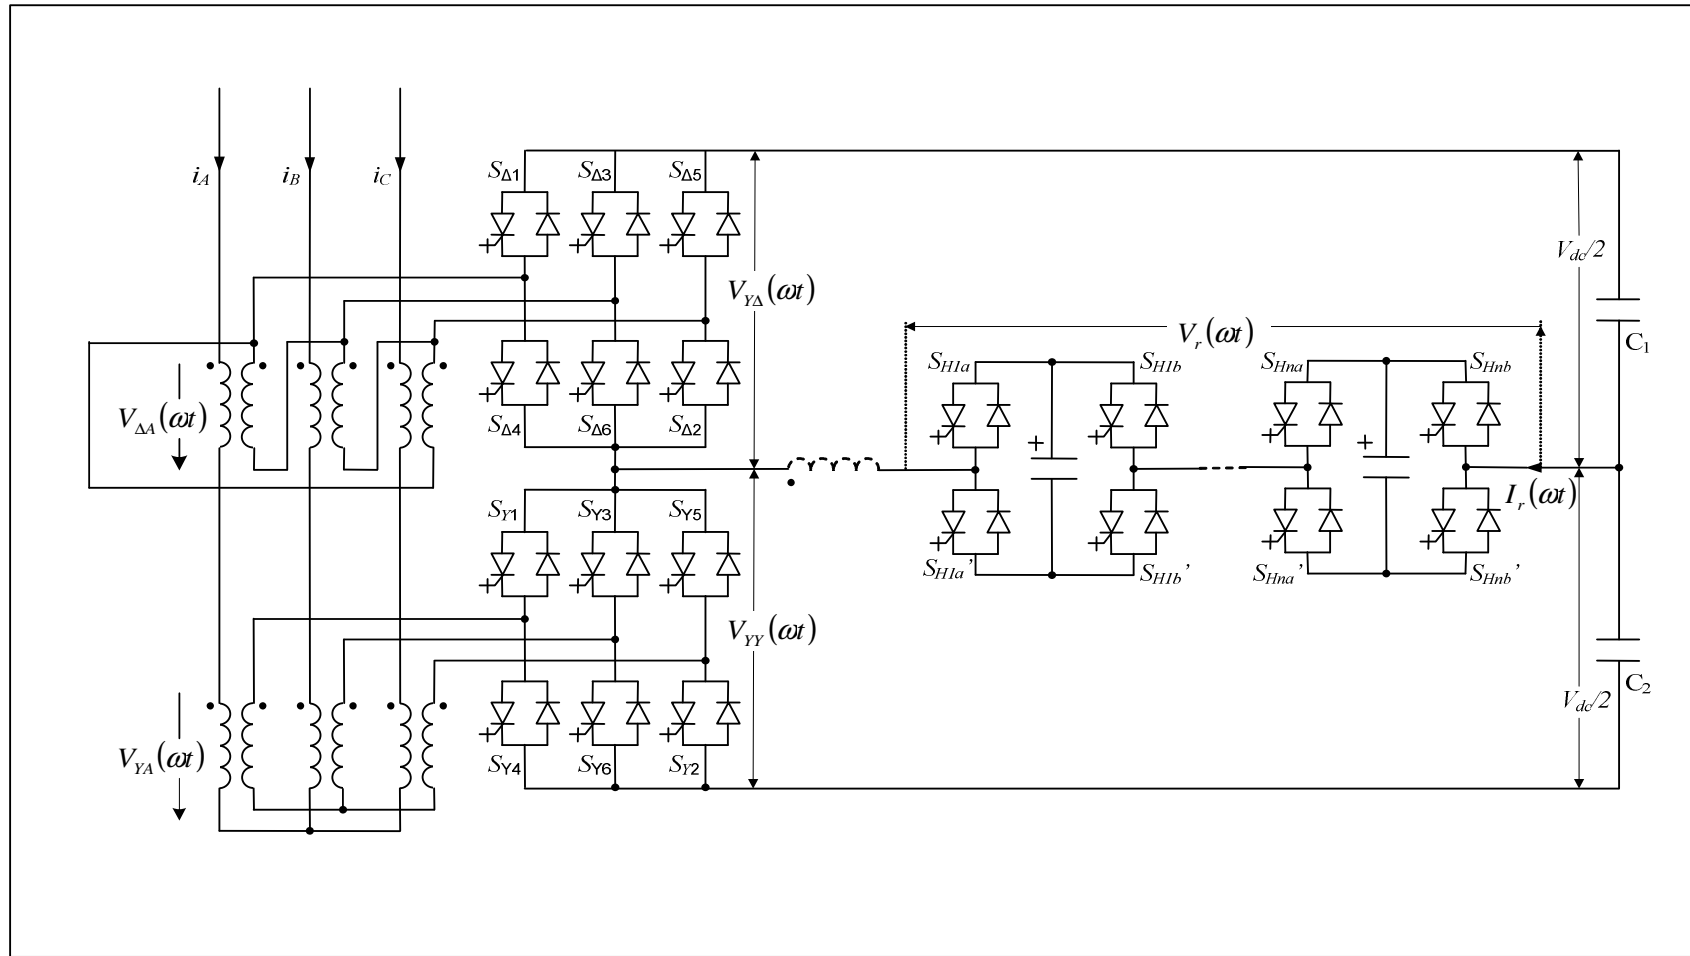 i_A i_B i_C
S_Δ1 S_Δ3 S_Δ5
V_dc/2
V_YΔ(ωt)
V_r(ωt)
C_1
S_H1a S_H1b S_Hna S_Hnb
V_ΔA(ωt)
S_Δ4 S_Δ6 S_Δ2
+ +
I_r(ωt)
S_Y1 S_Y3 S_Y5
S_H1a' S_H1b' S_Hna' S_Hnb'
V_YY(ωt)
C_2
V_dc/2
V_YA(ωt)
S_Y4 S_Y6 S_Y2